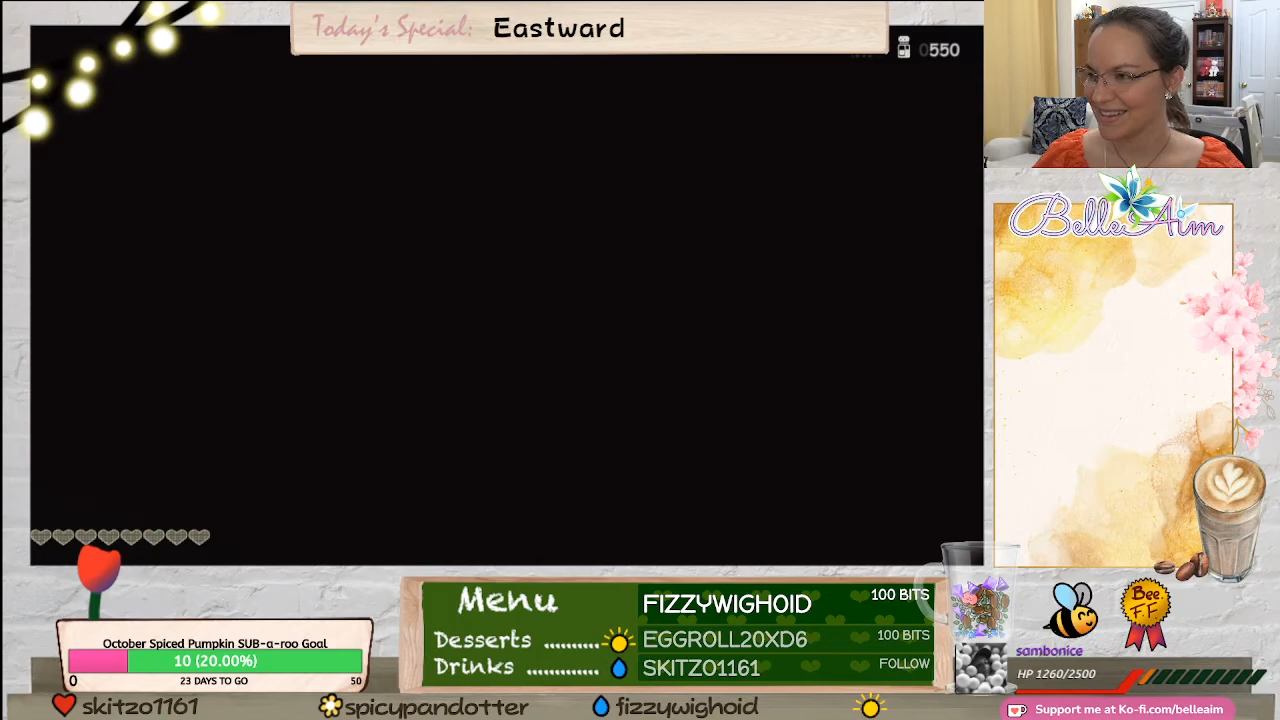 Today's Special: Eastward
0550
BelleAim
October Spiced Pumpkin SUB-a-roo Goal
10 (20.00%)
0 23 DAYS TO GO 50
Menu
Desserts ..........
Drinks .............
FIZZYWIGHOID 100 BITS
EGGROLL20XD6 100 BITS
SKITZO1161 FOLLOW
Bee
F.F
sambonice
HP 1260/2500
skitzo1161 spicypandotter fizzywighoid
Support me at Ko-fi.com/belleaim